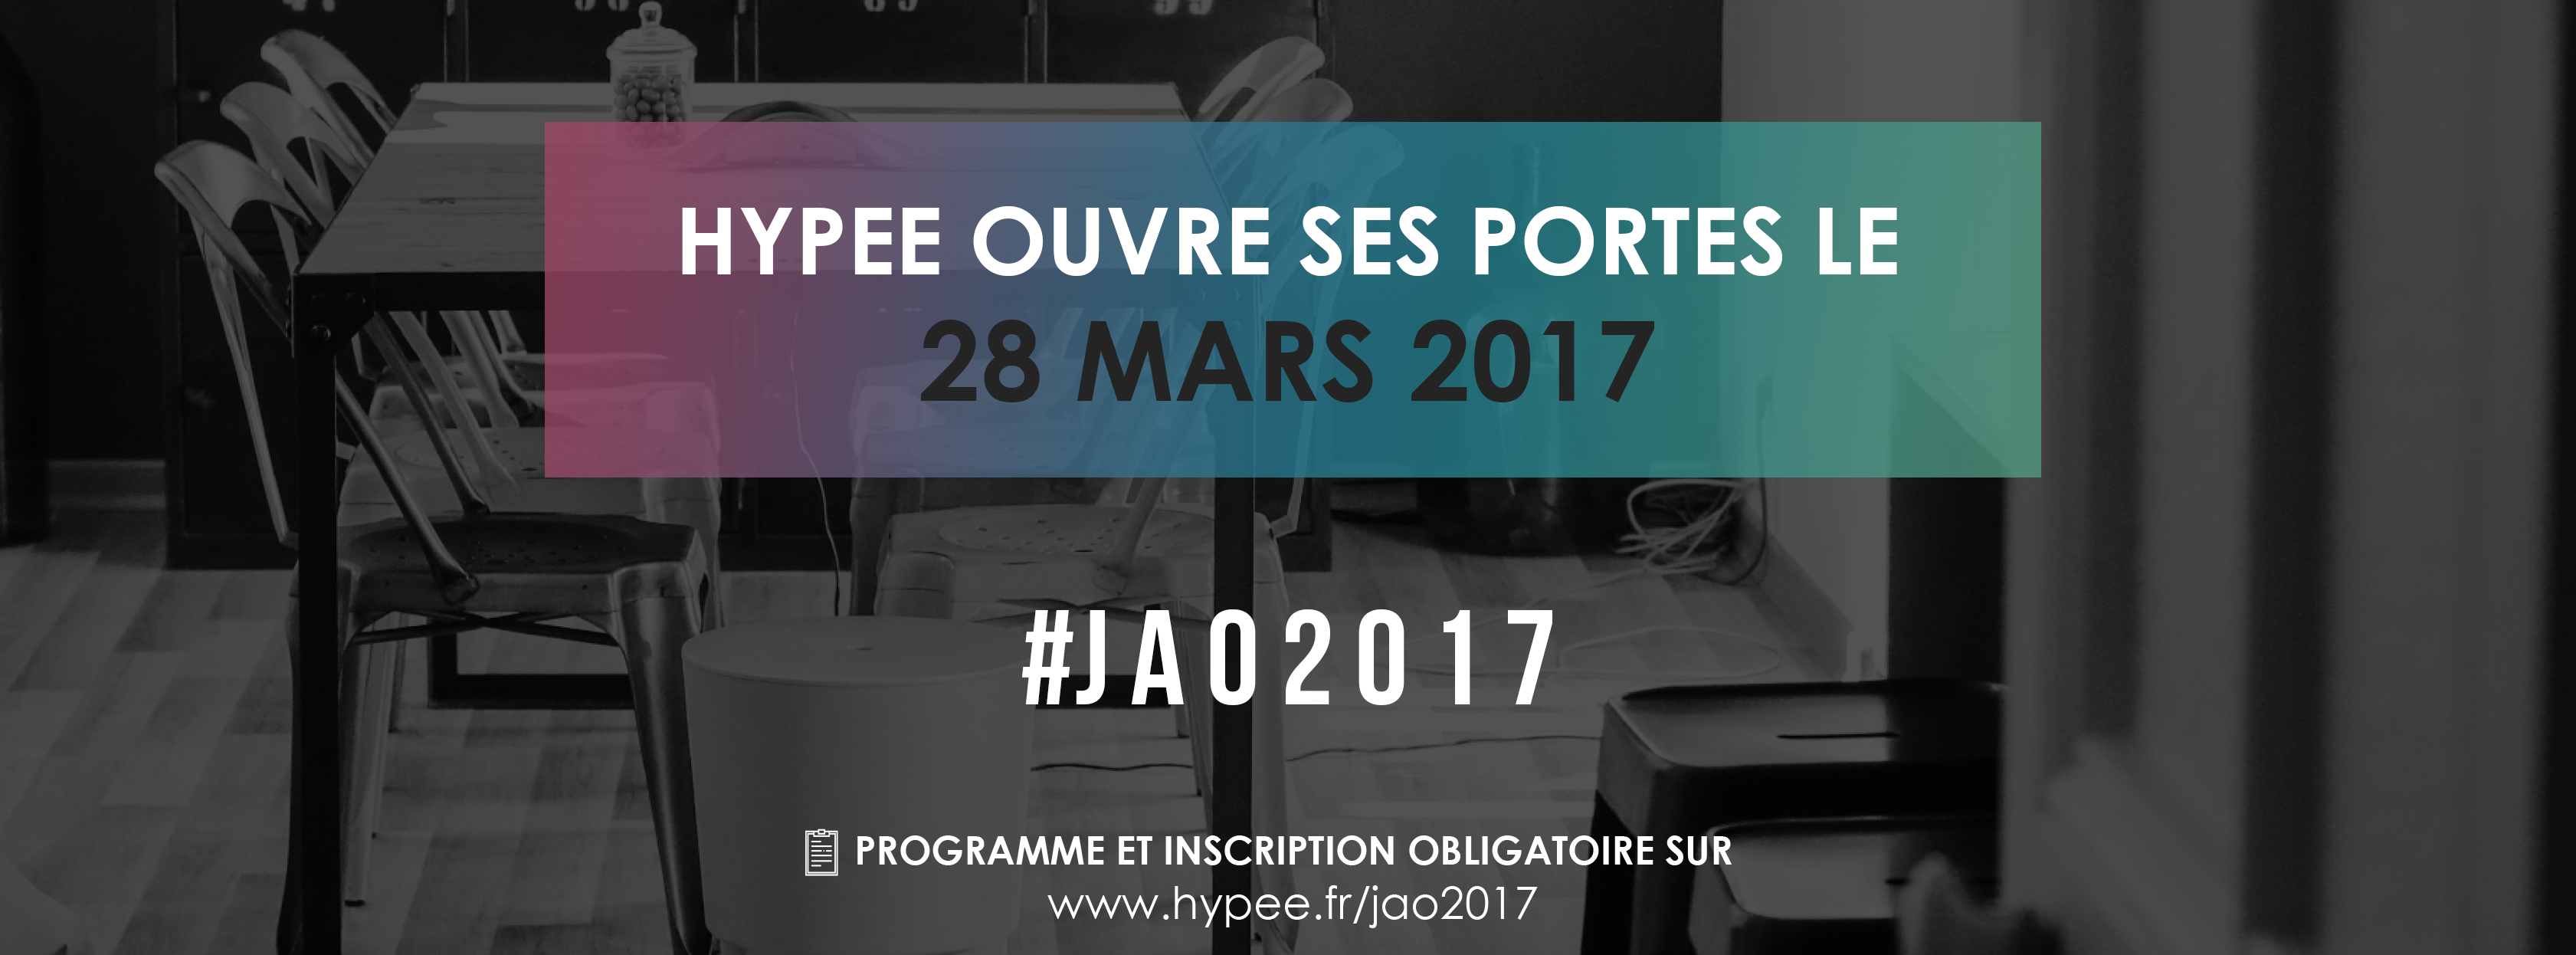 HYPEE OUVRE SES PORTES LE
28 MARS 2017
#JAO2017
PROGRAMME ET INSCRIPTION OBLIGATOIRE SUR
www.hypee.fr/jao2017